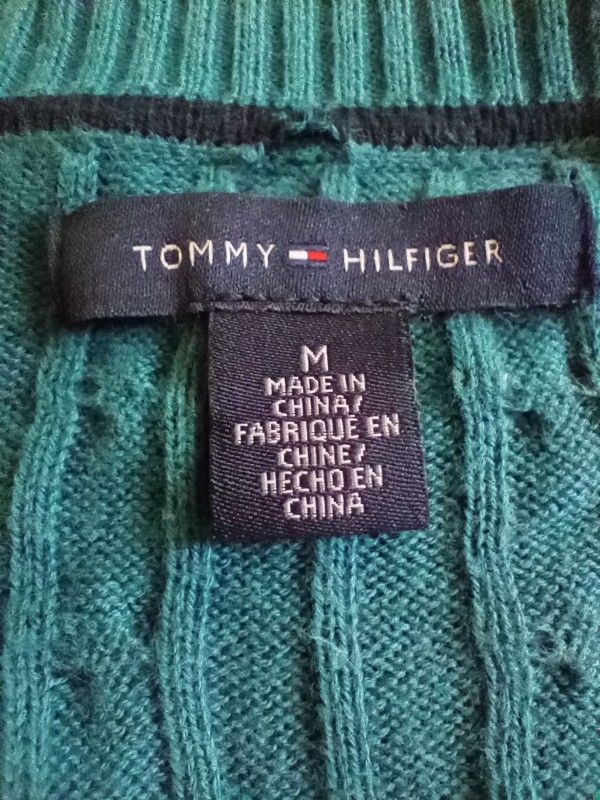 TOMMY HILFIGER
M
MADE IN
CHINA/
FABRIQUÉ EN
CHINE/
HECHO EN
CHINA